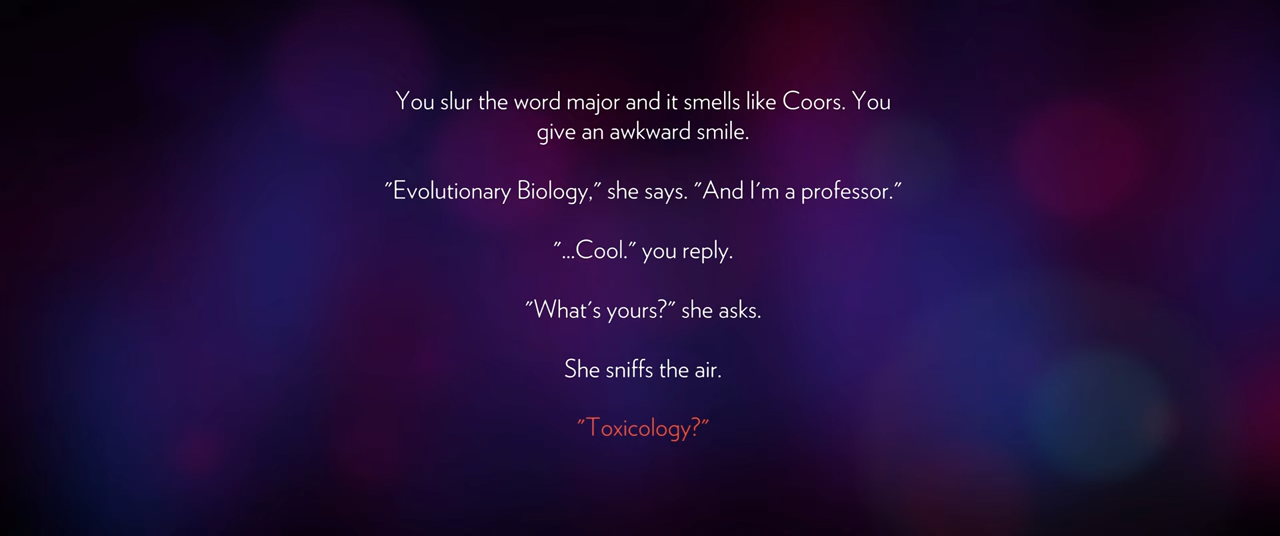 You slur the word major and it smells like Coors. You
give an awkward smile.
"Evolutionary Biology," she says. "And I'm a professor."
"...Cool." you reply.
"What's yours?" she asks.
She sniffs the air.
"Toxicology?"